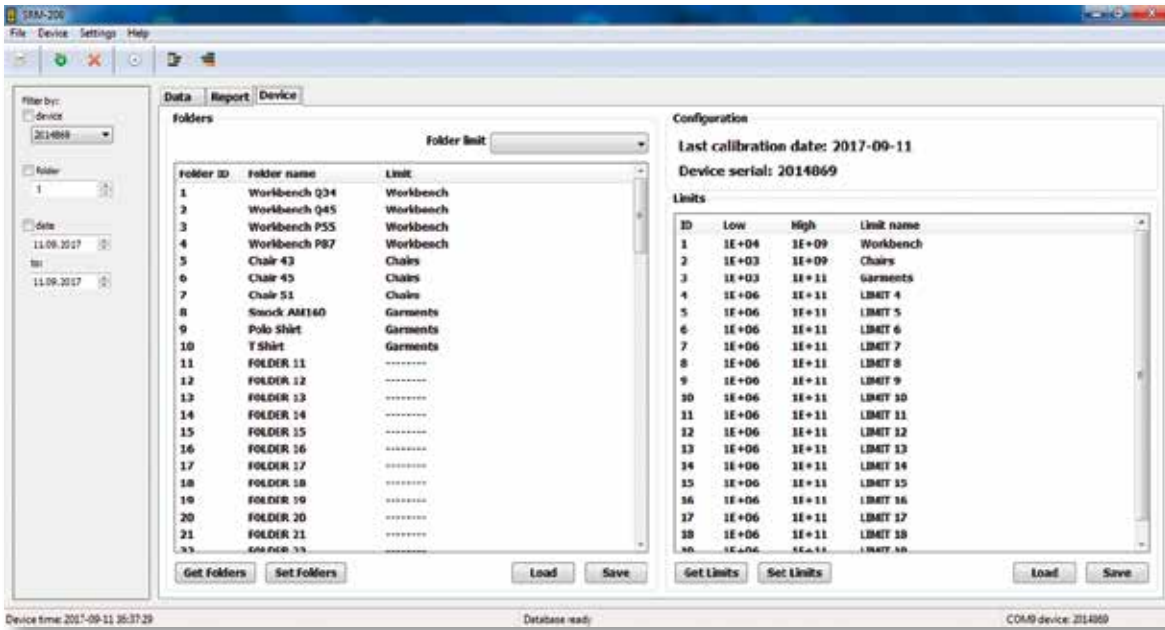 SRM-200
File Device Settings Help
Filter by:
device
2014869
folder
1
date
11.09.2017
to:
11.09.2017
Data Report Device
Folders
Folder limit
Folder ID Folder name Limit
1 Workbench Q34 Workbench
2 Workbench Q45 Workbench
3 Workbench P55 Workbench
4 Workbench P87 Workbench
5 Chair 43 Chairs
6 Chair 45 Chairs
7 Chair 51 Chairs
8 Smock AM160 Garments
9 Polo Shirt Garments
10 T Shirt Garments
11 FOLDER 11 --------
12 FOLDER 12 --------
13 FOLDER 13 --------
14 FOLDER 14 --------
15 FOLDER 15 --------
16 FOLDER 16 --------
17 FOLDER 17 --------
18 FOLDER 18 --------
19 FOLDER 19 --------
20 FOLDER 20 --------
21 FOLDER 21 --------
Get Folders Set Folders Load Save
Configuration
Last calibration date: 2017-09-11
Device serial: 2014869
Limits
ID Low High Limit name
1 1E+04 1E+09 Workbench
2 1E+03 1E+09 Chairs
3 1E+03 1E+11 Garments
4 1E+06 1E+11 LIMIT 4
5 1E+06 1E+11 LIMIT 5
6 1E+06 1E+11 LIMIT 6
7 1E+06 1E+11 LIMIT 7
8 1E+06 1E+11 LIMIT 8
9 1E+06 1E+11 LIMIT 9
10 1E+06 1E+11 LIMIT 10
11 1E+06 1E+11 LIMIT 11
12 1E+06 1E+11 LIMIT 12
13 1E+06 1E+11 LIMIT 13
14 1E+06 1E+11 LIMIT 14
15 1E+06 1E+11 LIMIT 15
16 1E+06 1E+11 LIMIT 16
17 1E+06 1E+11 LIMIT 17
18 1E+06 1E+11 LIMIT 18
Get Limits Set Limits Load Save
Device time: 2017-09-11 16:37:29 Database ready COM9 device: 2014869